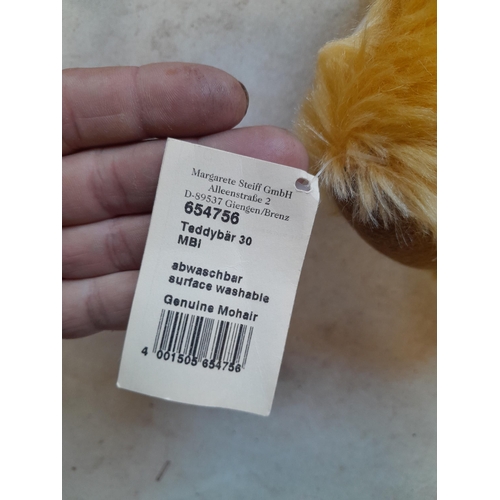 Margarete Steiff GmbH
Alleenstraße 2
D-89537 Giengen/Brenz
654756
Teddybär 30
MBl
abwaschbar
surface washable
Genuine Mohair
4 001505 654756